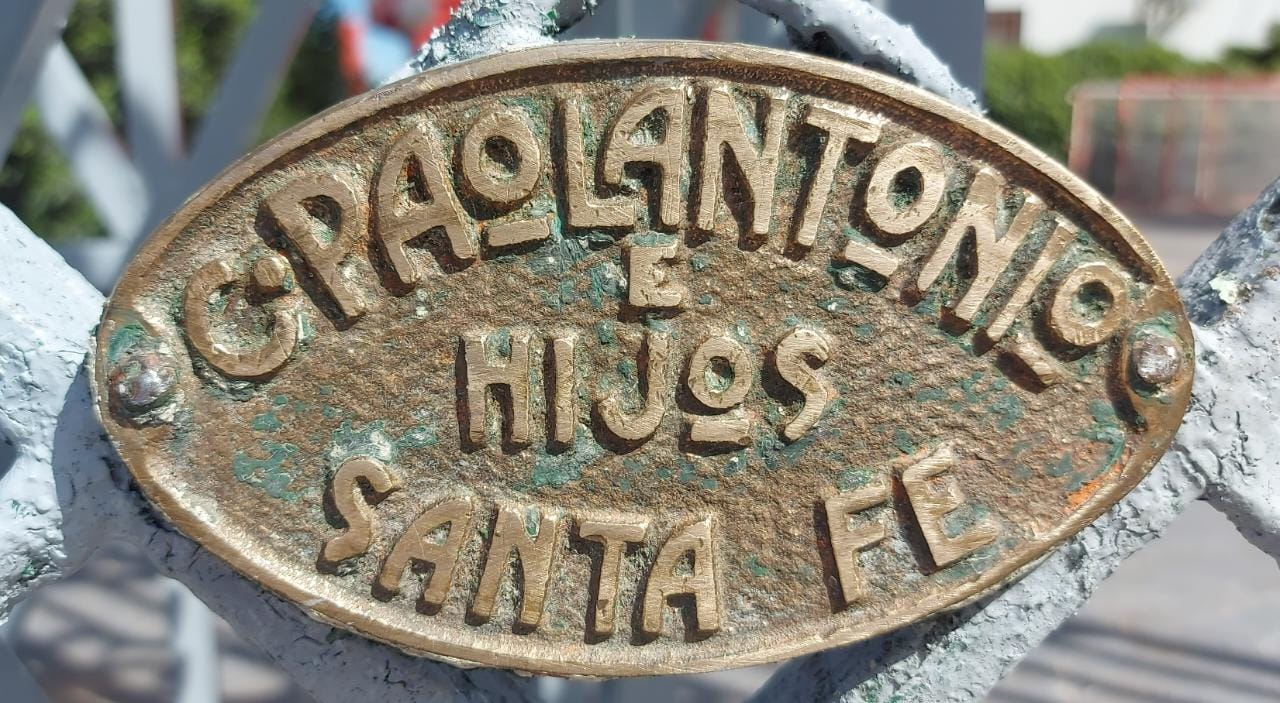 G. PAOLANTONIO
E
HIJOS
SANTA FE